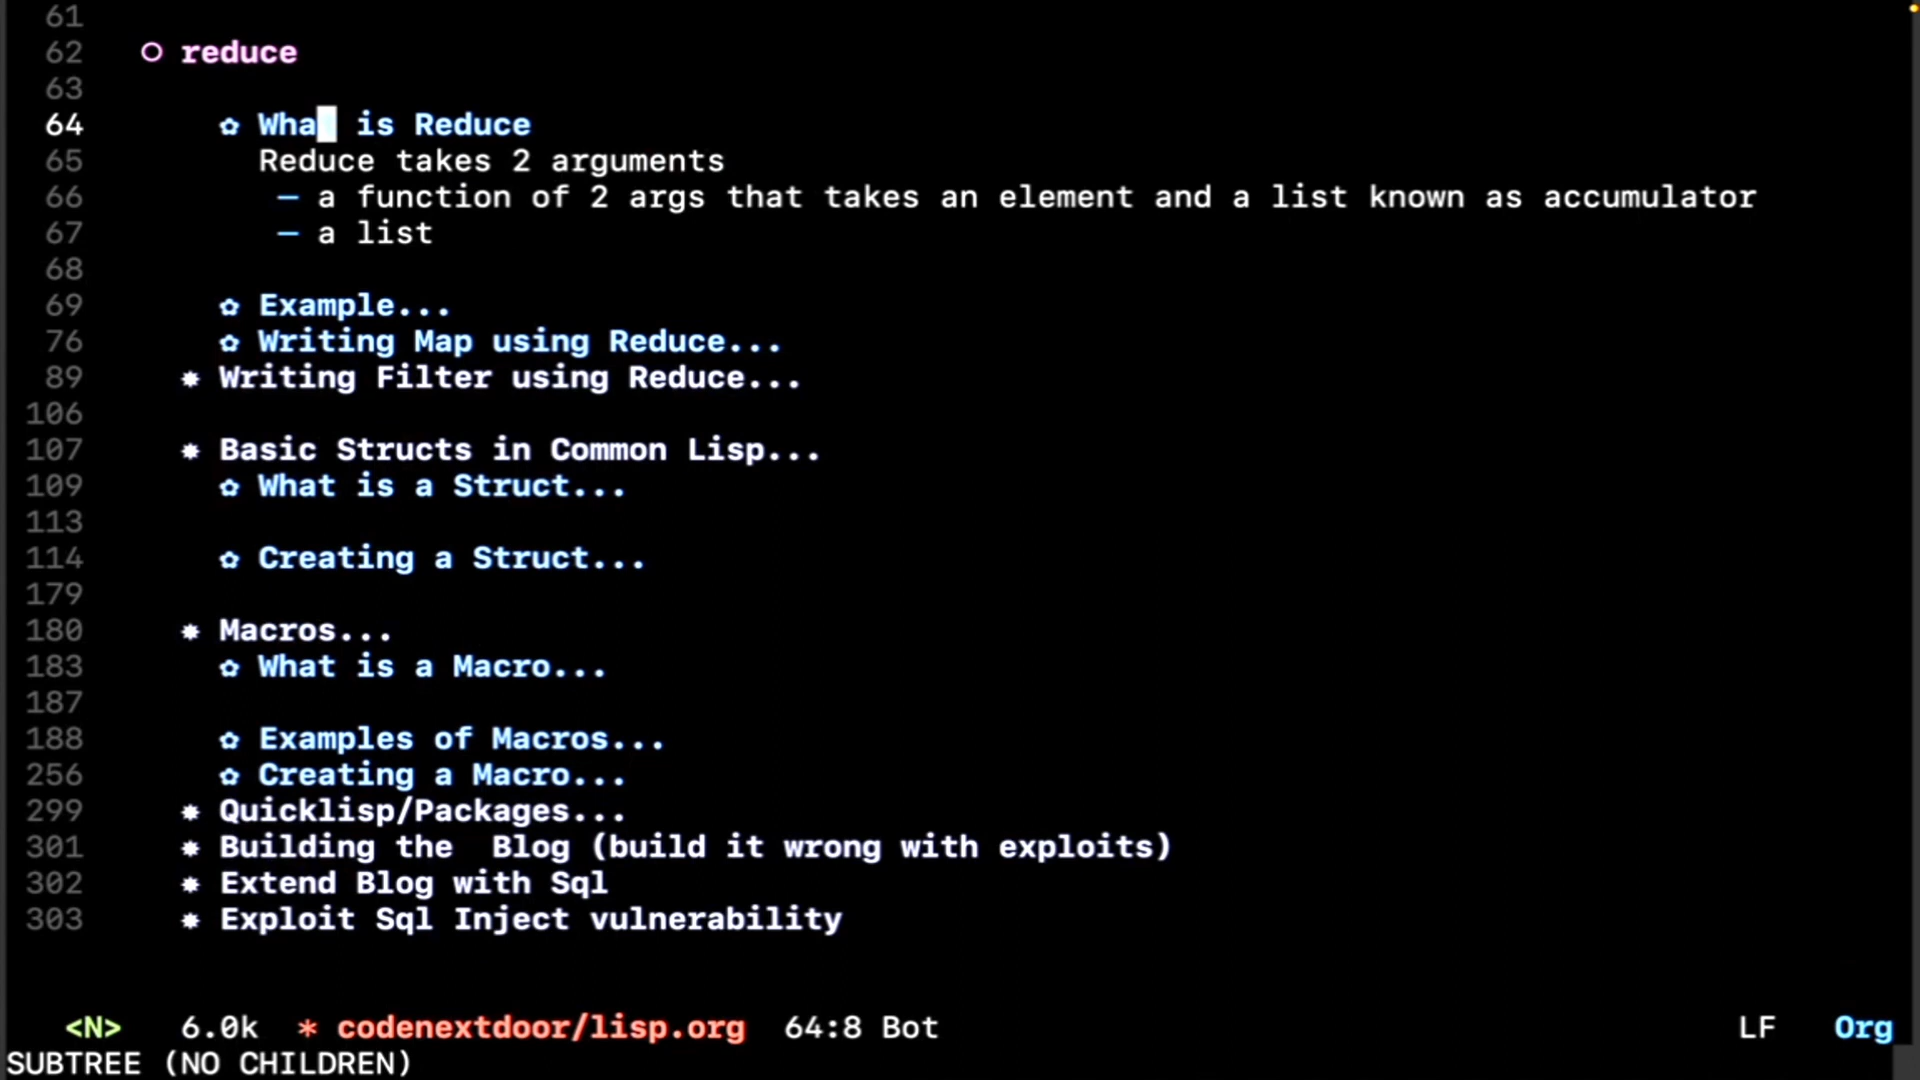 61
62 reduce
63
64 Wha is Reduce
65 Reduce takes 2 arguments
66 – a function of 2 args that takes an element and a list known as accumulator
67 – a list
68
69 Example...
76 Writing Map using Reduce...
89 Writing Filter using Reduce...
106
107 Basic Structs in Common Lisp...
109 What is a Struct...
113
114 Creating a Struct...
179
180 Macros...
183 What is a Macro...
187
188 Examples of Macros...
256 Creating a Macro...
299 Quicklisp/Packages...
301 Building the  Blog (build it wrong with exploits)
302 Extend Blog with Sql
303 Exploit Sql Inject vulnerability
<N> 6.0k * codenextdoor/lisp.org 64:8 Bot LF Org
SUBTREE (NO CHILDREN)